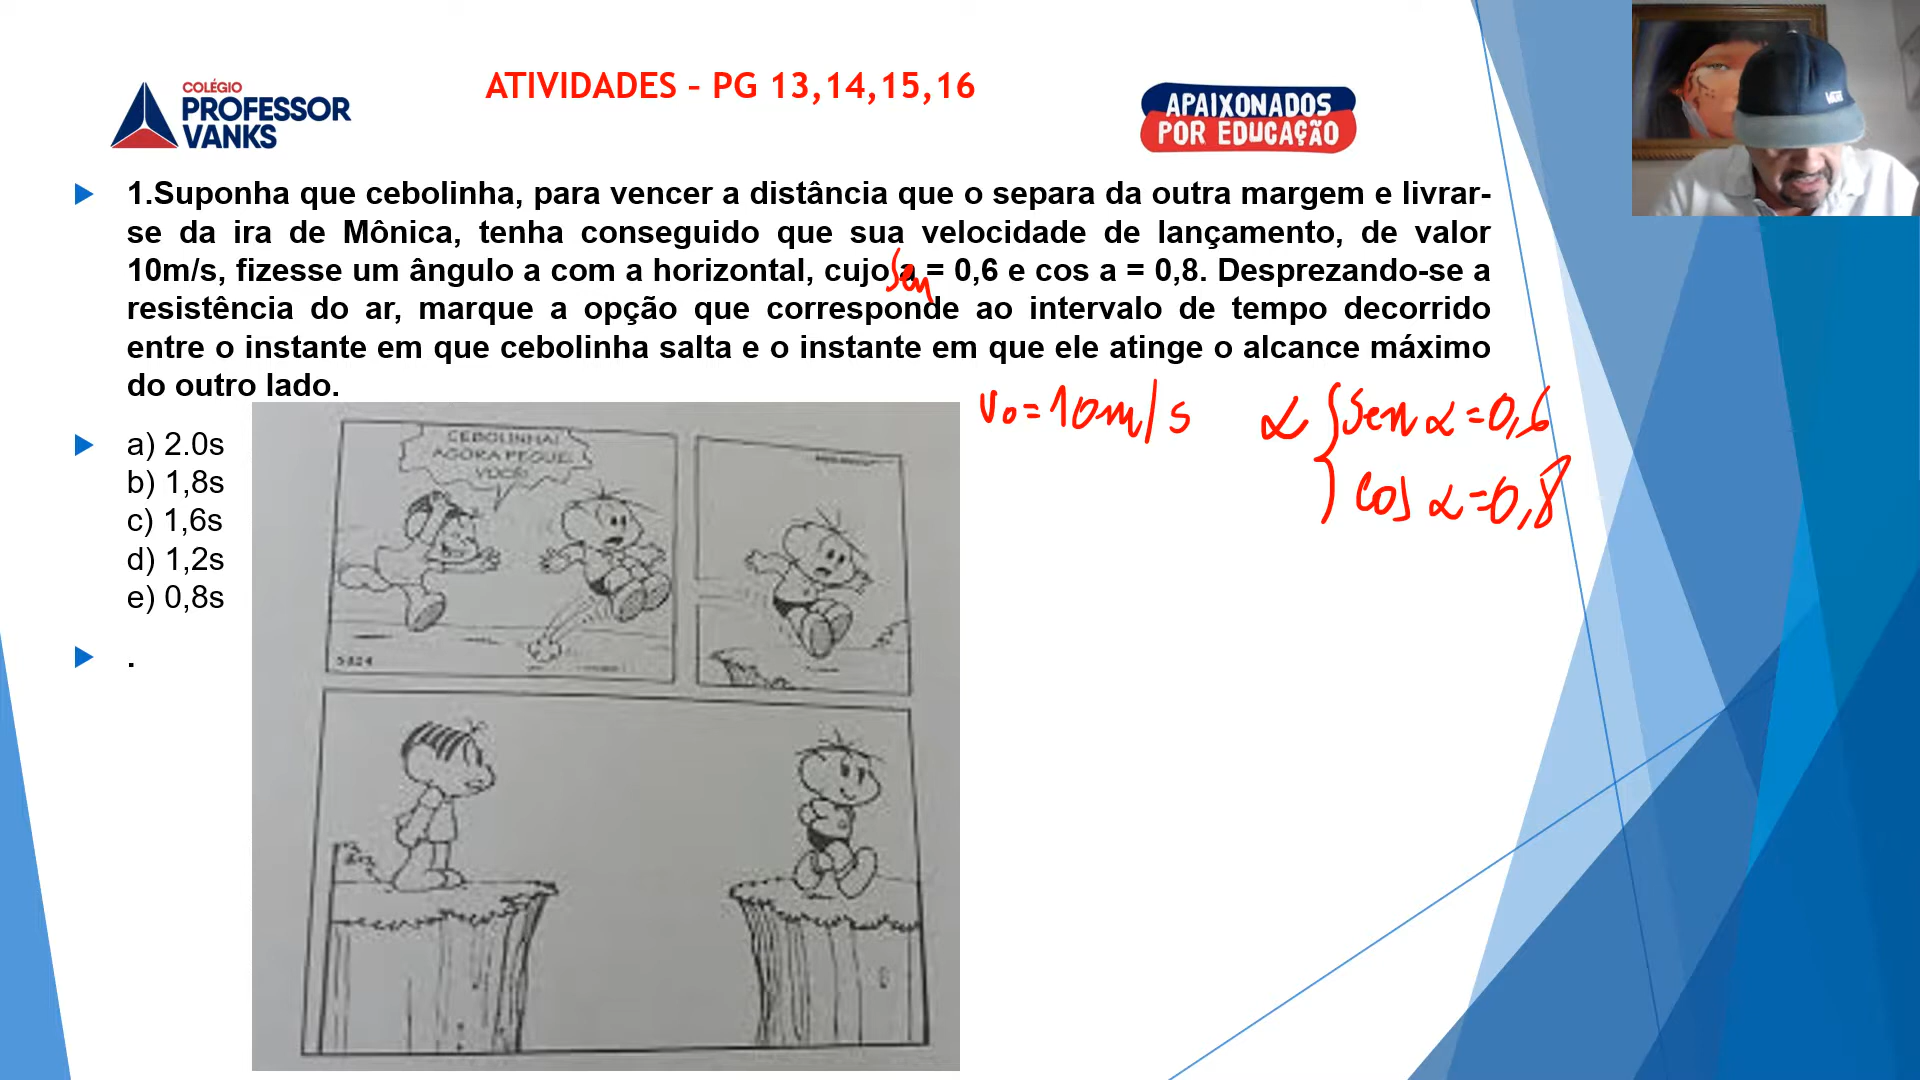 COLÉGIO
PROFESSOR
VANKS
ATIVIDADES – PG 13,14,15,16
APAIXONADOS
POR EDUCAÇÃO
1.Suponha que cebolinha, para vencer a distância que o separa da outra margem e livrar-
se da ira de Mônica, tenha conseguido que sua velocidade de lançamento, de valor
10m/s, fizesse um ângulo a com a horizontal, cujo a = 0,6 e cos a = 0,8. Desprezando-se a
Sen
resistência do ar, marque a opção que corresponde ao intervalo de tempo decorrido
entre o instante em que cebolinha salta e o instante em que ele atinge o alcance máximo
do outro lado.
a) 2.0s
b) 1,8s
c) 1,6s
d) 1,2s
e) 0,8s
.
CEBOLINHA!
AGORA PEGUEI
VOCÊ!
5824
v₀ = 10m/s
α { Sen α = 0,6
cos α = 0,8